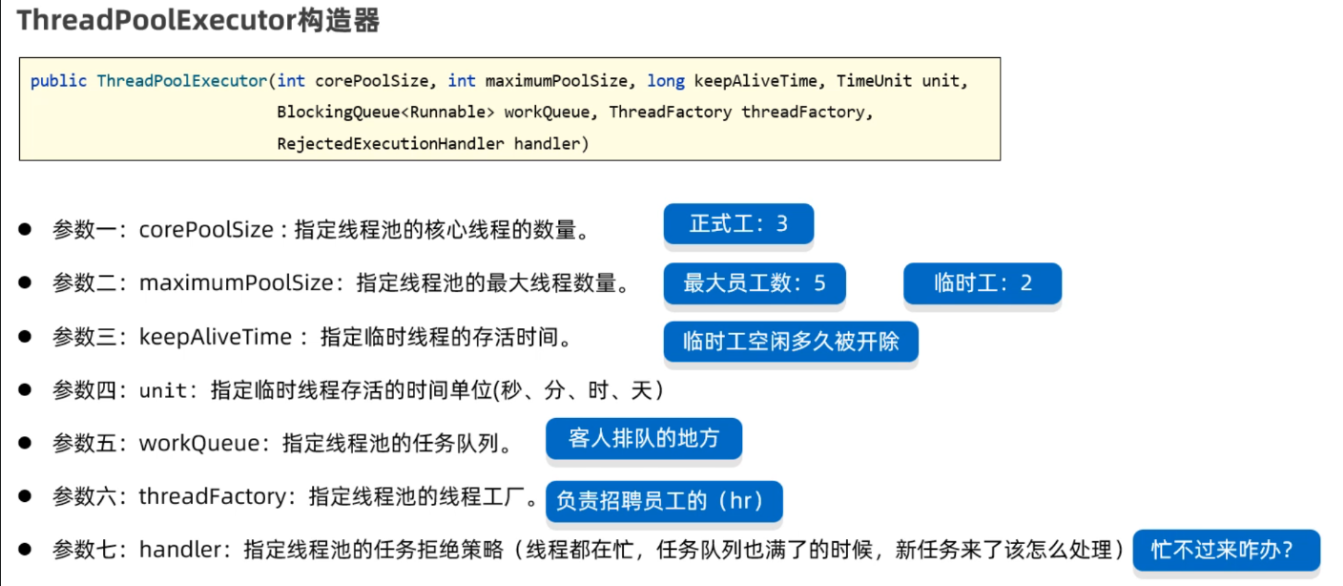 ThreadPoolExecutor构造器
public ThreadPoolExecutor(int corePoolSize, int maximumPoolSize, long keepAliveTime, TimeUnit unit,
BlockingQueue<Runnable> workQueue, ThreadFactory threadFactory,
RejectedExecutionHandler handler)
● 参数一：corePoolSize : 指定线程池的核心线程的数量。 正式工：3
● 参数二：maximumPoolSize：指定线程池的最大线程数量。 最大员工数：5 临时工：2
● 参数三：keepAliveTime ：指定临时线程的存活时间。 临时工空闲多久被开除
● 参数四：unit：指定临时线程存活的时间单位(秒、分、时、天）
● 参数五：workQueue：指定线程池的任务队列。 客人排队的地方
● 参数六：threadFactory：指定线程池的线程工厂。 负责招聘员工的（hr）
● 参数七：handler：指定线程池的任务拒绝策略（线程都在忙，任务队列也满了的时候，新任务来了该怎么处理） 忙不过来咋办？